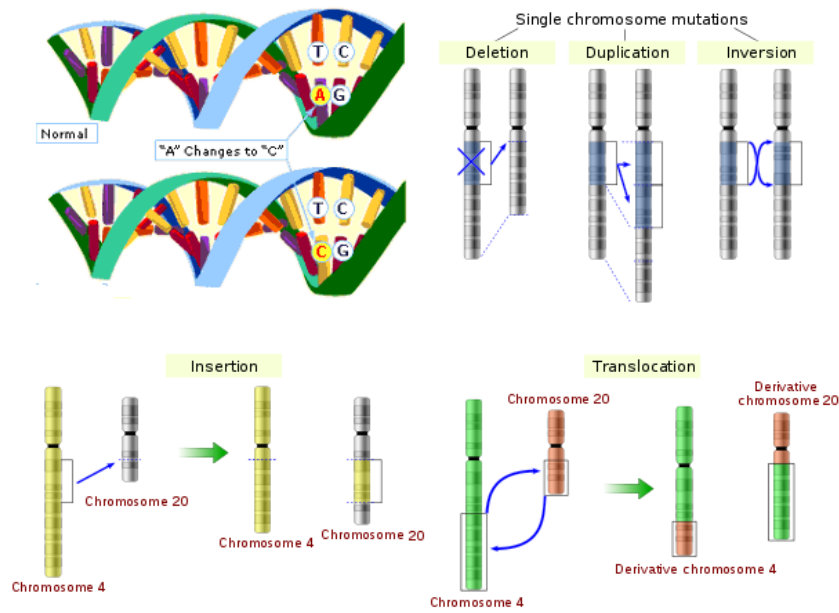 T C
A G
Normal
"A" Changes to "C"
T C
C G
Single chromosome mutations
Deletion
Duplication
Inversion
Insertion
Chromosome 20
Chromosome 4
Chromosome 4
Chromosome 20
Translocation
Chromosome 20
Chromosome 4
Derivative
chromosome 20
Derivative chromosome 4